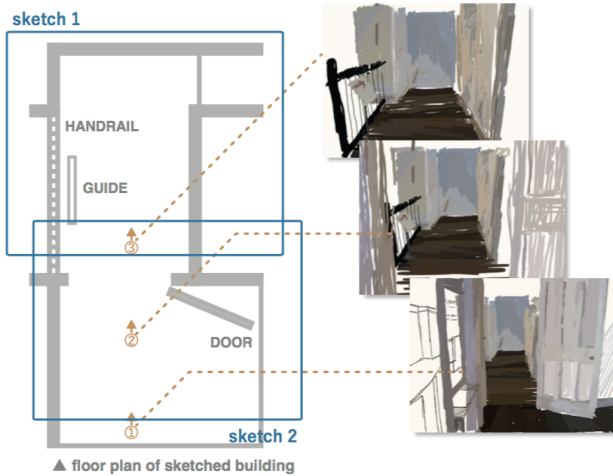 sketch 1
HANDRAIL
GUIDE
③
②
DOOR
①
sketch 2
▲ floor plan of sketched building